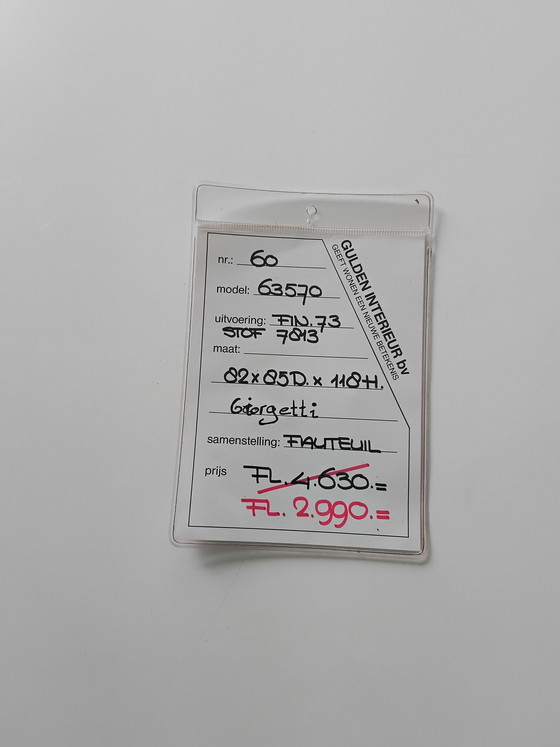 GULDEN INTERIEUR bv
GEEFT WONEN EEN NIEUWE BETEKENIS
nr.: 60
model: 63570
uitvoering: FIN.73
STOF 7813
maat:
82 x 85D. x 118H.
Giorgetti
samenstelling: FAUTEUIL
prijs FL. 4.630.=
FL. 2.990.=